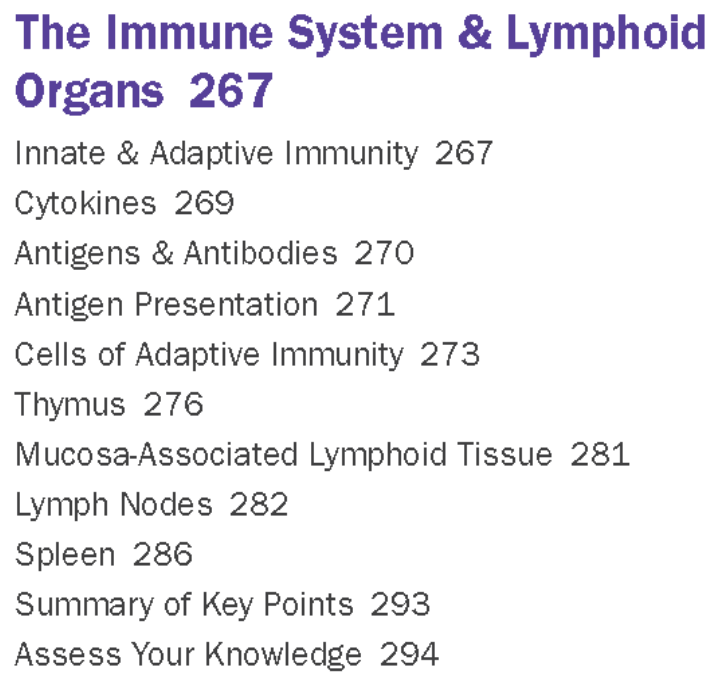 The Immune System & Lymphoid
Organs 267
Innate & Adaptive Immunity 267
Cytokines 269
Antigens & Antibodies 270
Antigen Presentation 271
Cells of Adaptive Immunity 273
Thymus 276
Mucosa-Associated Lymphoid Tissue 281
Lymph Nodes 282
Spleen 286
Summary of Key Points 293
Assess Your Knowledge 294